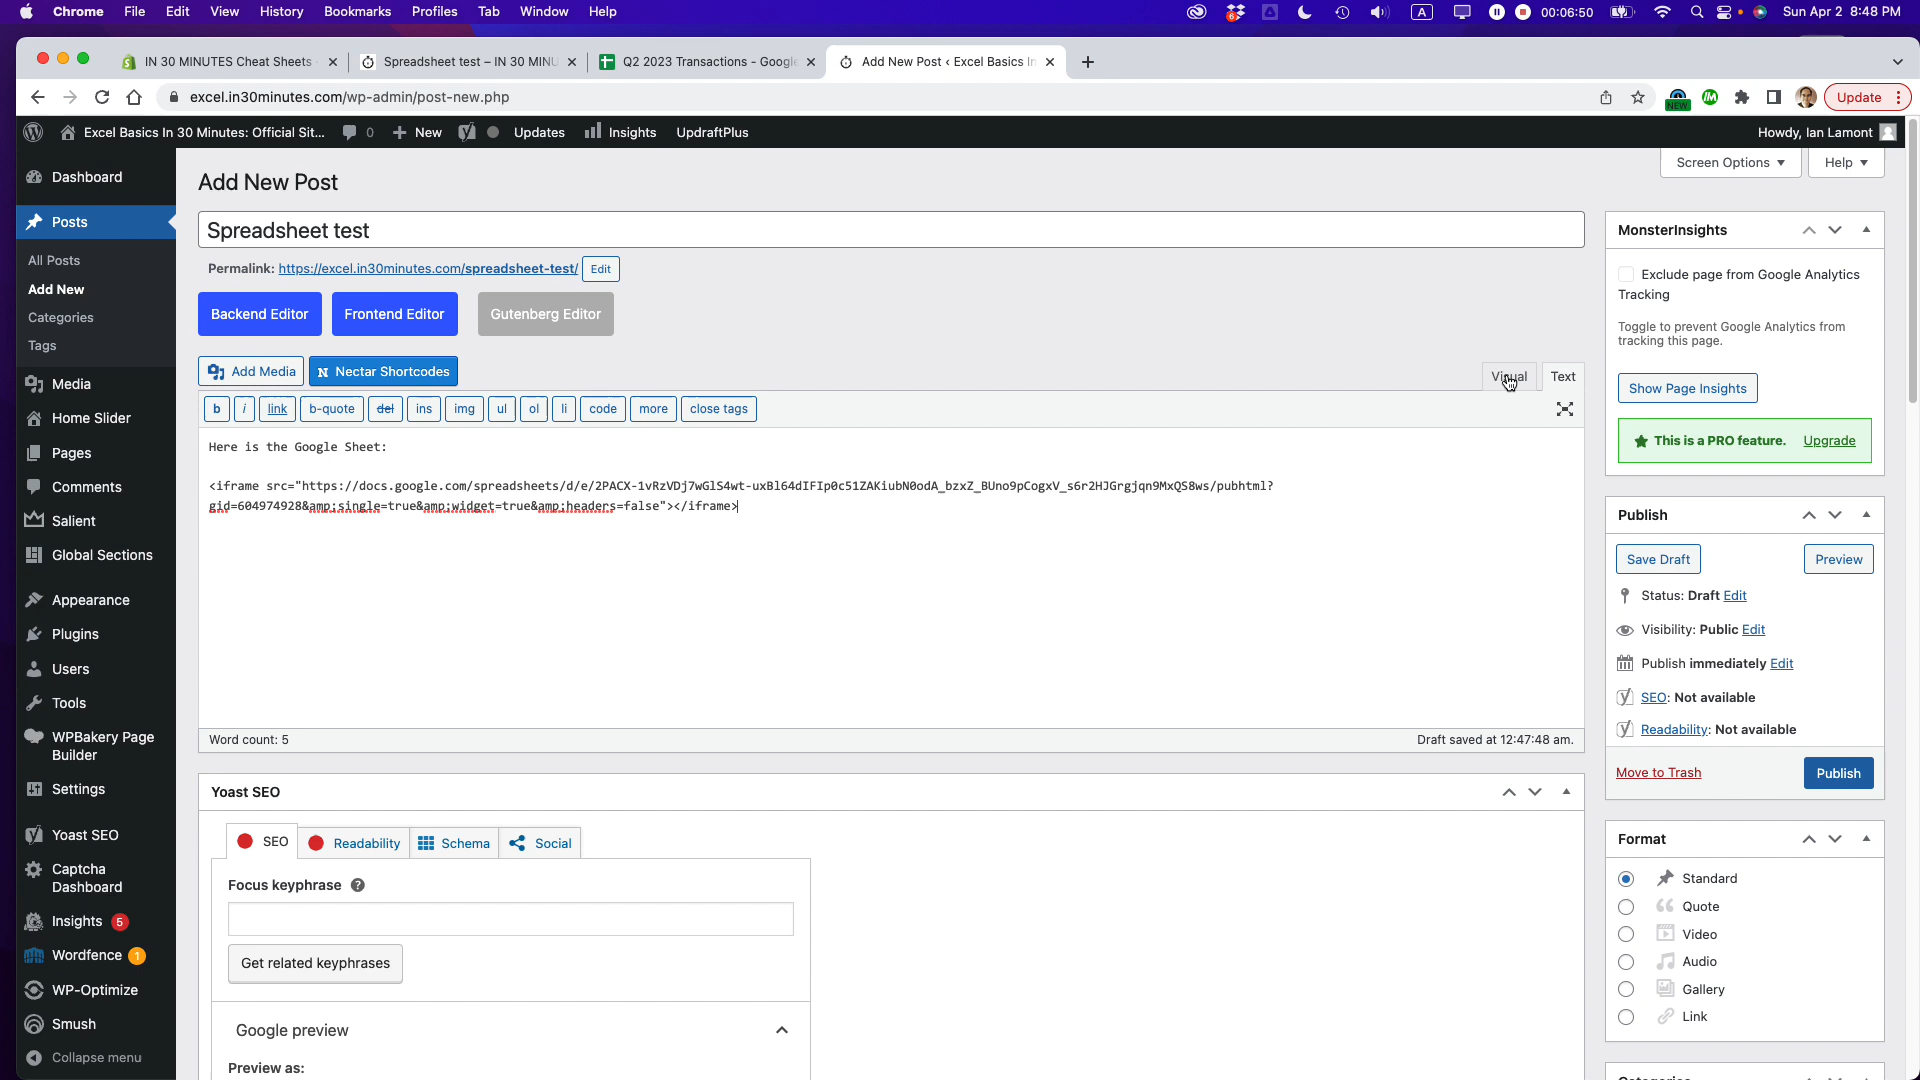 Chrome File Edit View History Bookmarks Profiles Tab Window Help
6 A 00:06:50 Sun Apr 2 8:48 PM
IN 30 MINUTES Cheat Sheets
Spreadsheet test – IN 30 MINU
Q2 2023 Transactions - Google
Add New Post ‹ Excel Basics In
excel.in30minutes.com/wp-admin/post-new.php
NEW
Update
Excel Basics In 30 Minutes: Official Sit... 0 New Updates Insights UpdraftPlus
Howdy, Ian Lamont
Screen Options
Help
Dashboard
Posts
All Posts
Add New
Categories
Tags
Media
Home Slider
Pages
Comments
Salient
Global Sections
Appearance
Plugins
Users
Tools
WPBakery Page
Builder
Settings
Yoast SEO
Captcha
Dashboard
Insights 5
Wordfence 1
WP-Optimize
Smush
Collapse menu
Add New Post
Spreadsheet test
Permalink: https://excel.in30minutes.com/spreadsheet-test/ Edit
Backend Editor Frontend Editor Gutenberg Editor
Add Media Nectar Shortcodes
Visual Text
b i link b-quote del ins img ul ol li code more close tags
Here is the Google Sheet:
<iframe src="https://docs.google.com/spreadsheets/d/e/2PACX-1vRzVDj7wGlS4wt-uxBl64dIFIp0c51ZAKiubN0odA_bzxZ_BUno9pCogxV_s6r2HJGrgjqn9MxQS8ws/pubhtml?
gid=604974928&amp;single=true&amp;widget=true&amp;headers=false"></iframe>
Word count: 5
Draft saved at 12:47:48 am.
Yoast SEO
SEO Readability Schema Social
Focus keyphrase ?
Get related keyphrases
Google preview
Preview as:
MonsterInsights
Exclude page from Google Analytics
Tracking
Toggle to prevent Google Analytics from
tracking this page.
Show Page Insights
This is a PRO feature. Upgrade
Publish
Save Draft
Preview
Status: Draft Edit
Visibility: Public Edit
Publish immediately Edit
SEO: Not available
Readability: Not available
Move to Trash
Publish
Format
Standard
Quote
Video
Audio
Gallery
Link